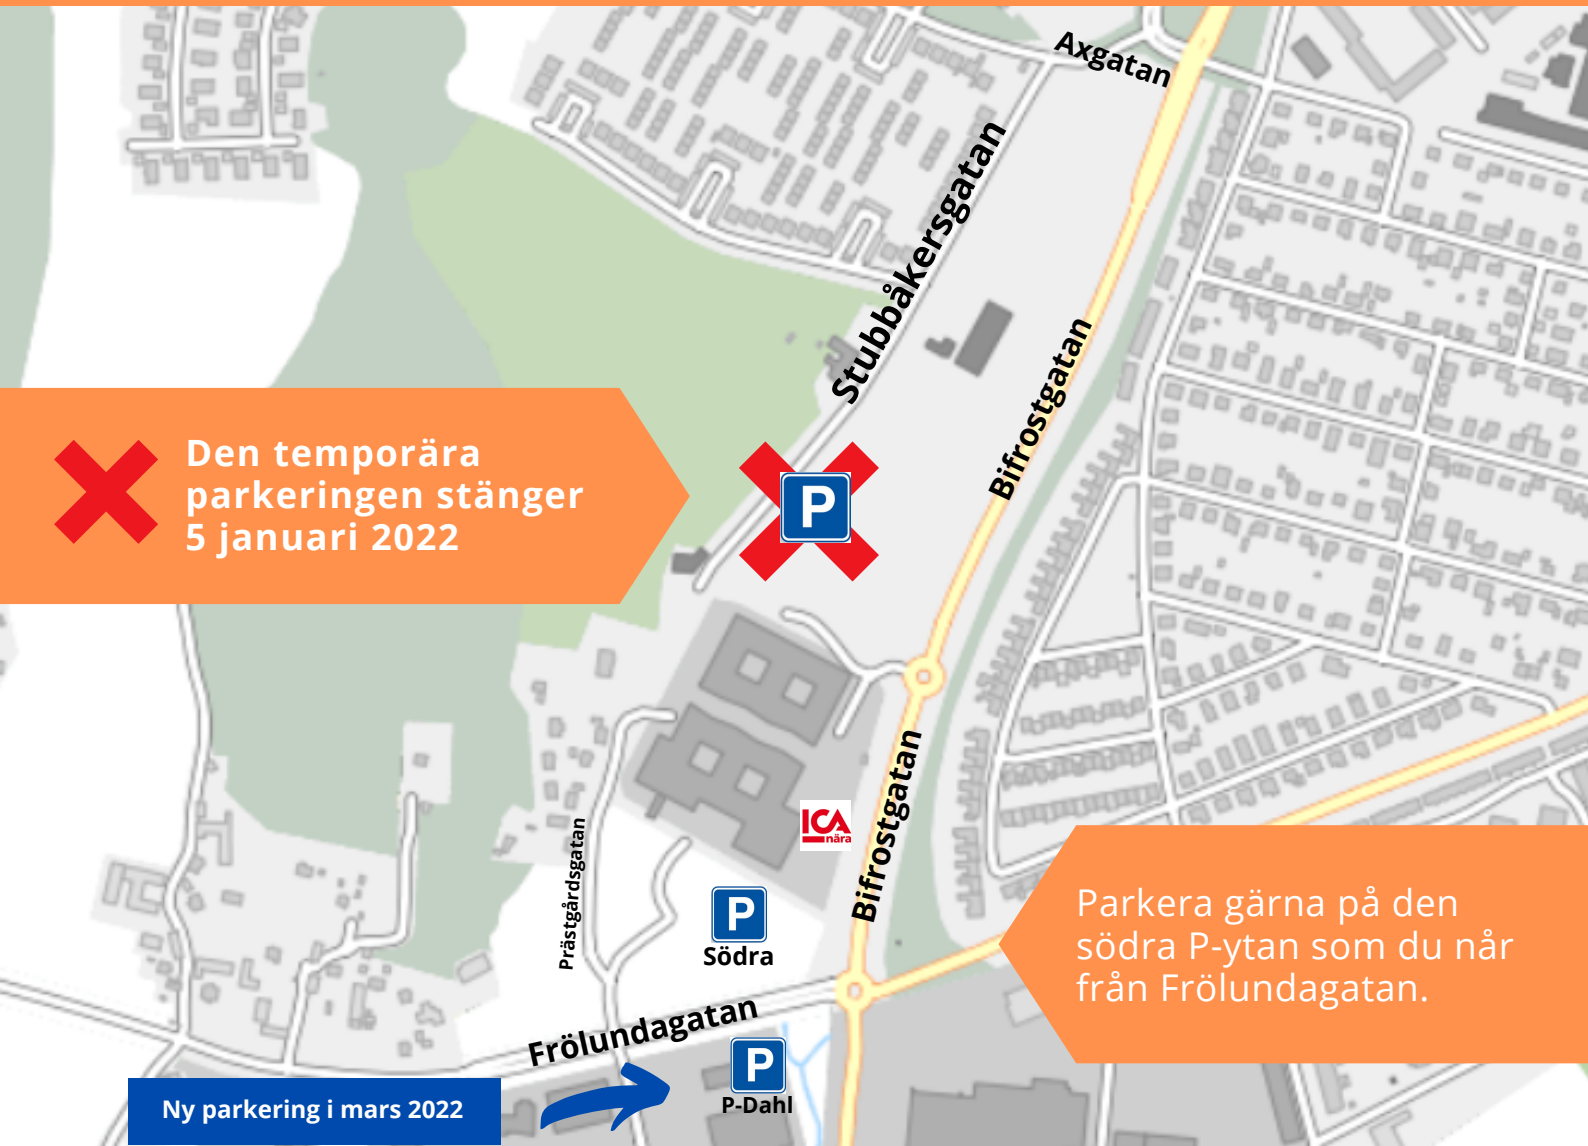 Axgatan
Stubbåkersgatan
Bifrostgatan
Den temporära
parkeringen stänger
5 januari 2022
P
Bifrostgatan
ICA
nära
Prästgårdsgatan
P
Södra
Parkera gärna på den
södra P-ytan som du når
från Frölundagatan.
Frölundagatan
P
P-Dahl
Ny parkering i mars 2022